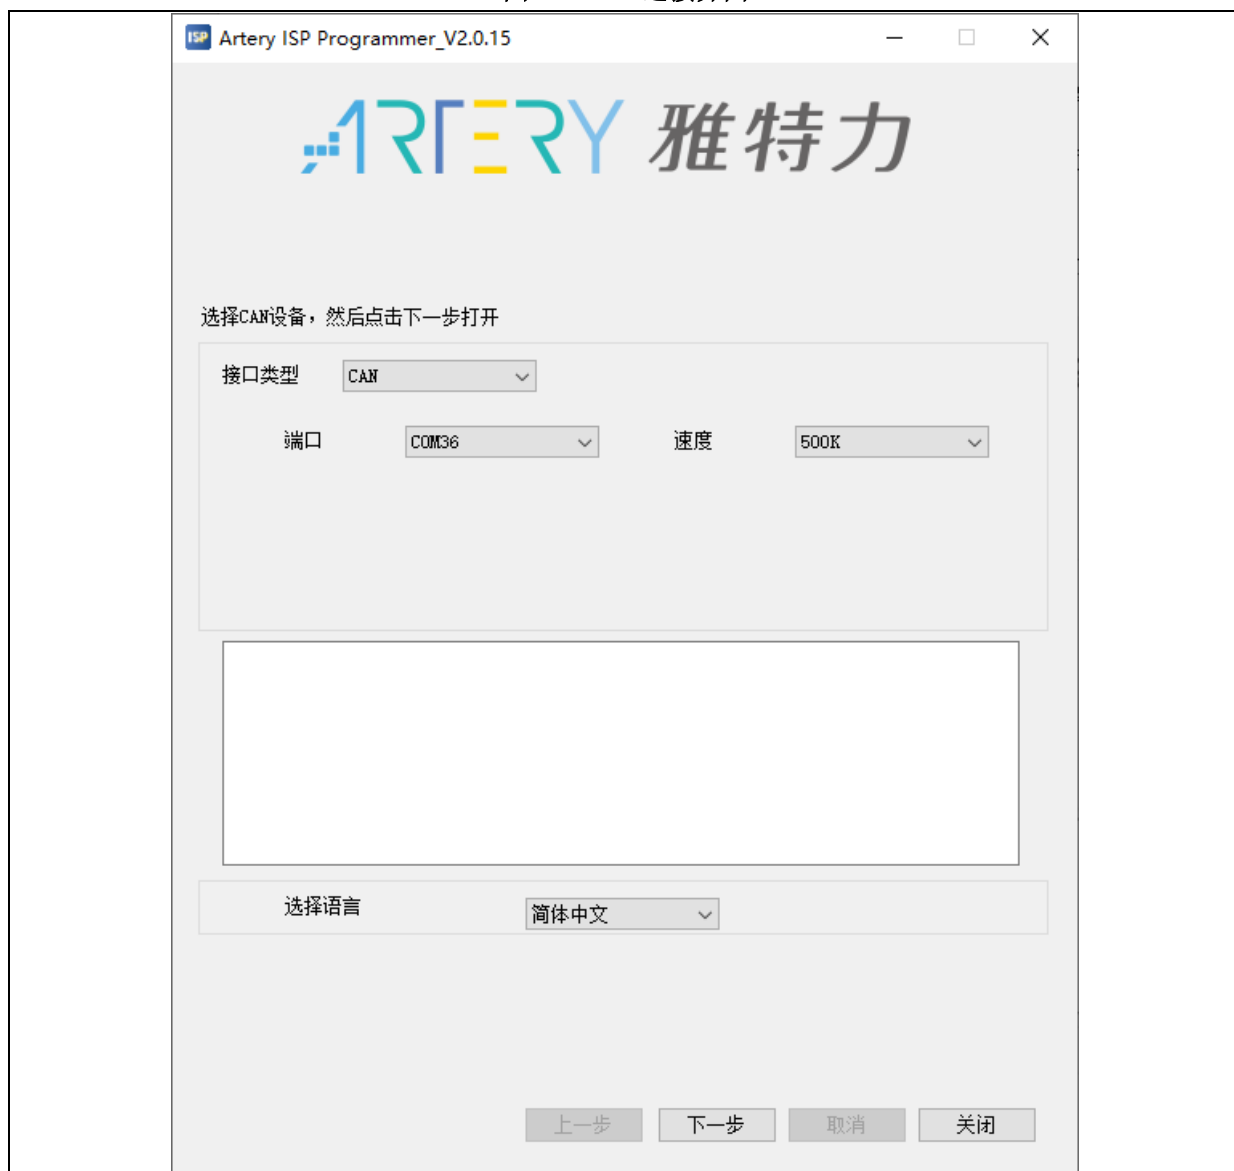 Artery ISP Programmer_V2.0.15
ARTERY 雅特力
选择CAN设备，然后点击下一步打开
接口类型 CAN
端口 COM36 速度 500K
选择语言 简体中文
上一步 下一步 取消 关闭